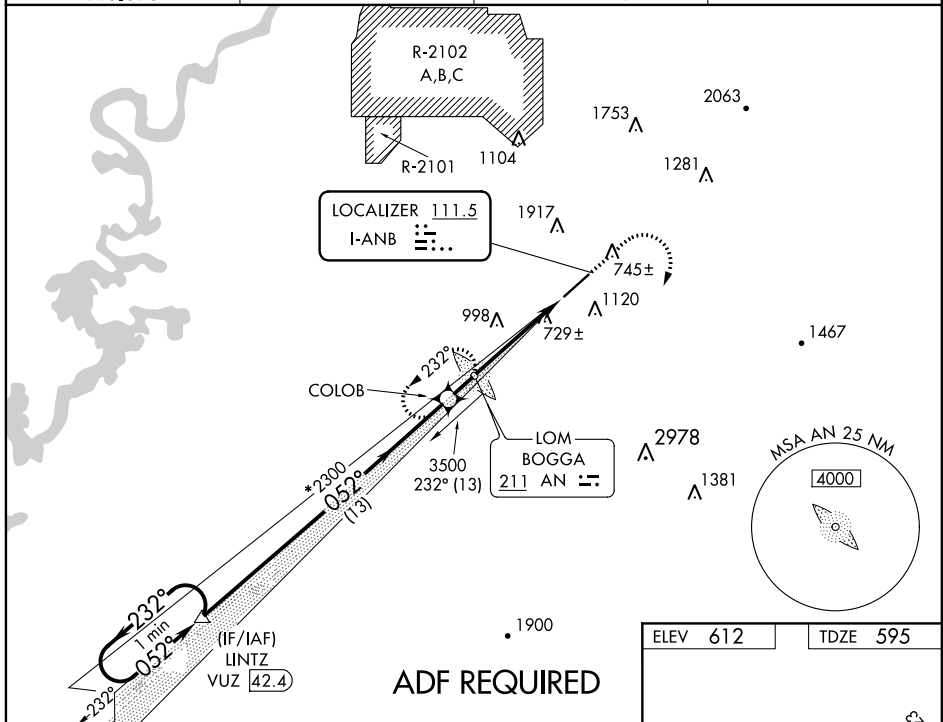 R-2102
A,B,C
R-2101
1104
1753
2063
1281
LOCALIZER 111.5
I-ANB
1917
745±
1120
998
729±
1467
232°
COLOB
LOM
BOGGA
211 AN
3500
232° (13)
2978
1381
MSA AN 25 NM
4000
*2300
052°
(13)
232°
1 min
052°
232°
(IF/IAF)
LINTZ
VUZ 42.4
1900
ADF REQUIRED
ELEV 612
TDZE 595